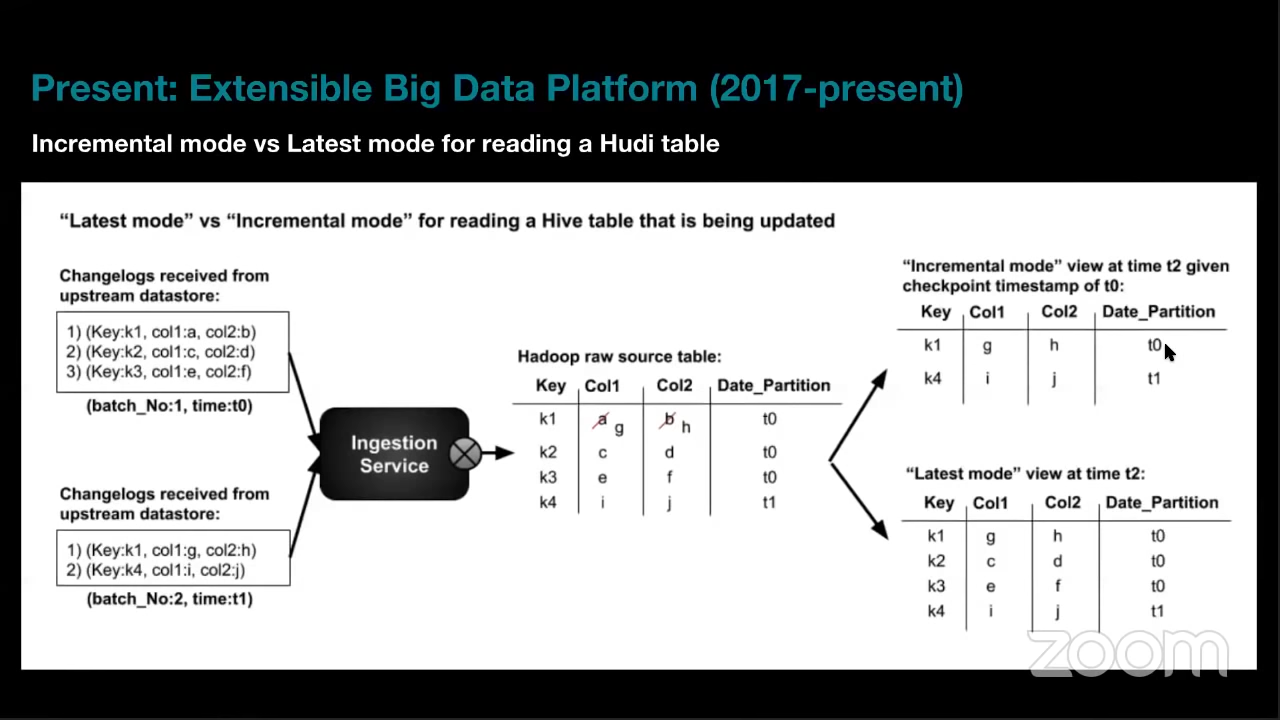 Present: Extensible Big Data Platform (2017-present)
Incremental mode vs Latest mode for reading a Hudi table
“Latest mode” vs “Incremental mode” for reading a Hive table that is being updated
Changelogs received from
upstream datastore:
1) (Key:k1, col1:a, col2:b)
2) (Key:k2, col1:c, col2:d)
3) (Key:k3, col1:e, col2:f)
(batch_No:1, time:t0)
Changelogs received from
upstream datastore:
1) (Key:k1, col1:g, col2:h)
2) (Key:k4, col1:i, col2:j)
(batch_No:2, time:t1)
Ingestion
Service
Hadoop raw source table:
Key Col1 Col2 Date_Partition
k1 a g b h t0
k2 c d t0
k3 e f t0
k4 i j t1
“Incremental mode” view at time t2 given
checkpoint timestamp of t0:
Key Col1 Col2 Date_Partition
k1 g h t0
k4 i j t1
“Latest mode” view at time t2:
Key Col1 Col2 Date_Partition
k1 g h t0
k2 c d t0
k3 e f t0
k4 i j t1
zoom